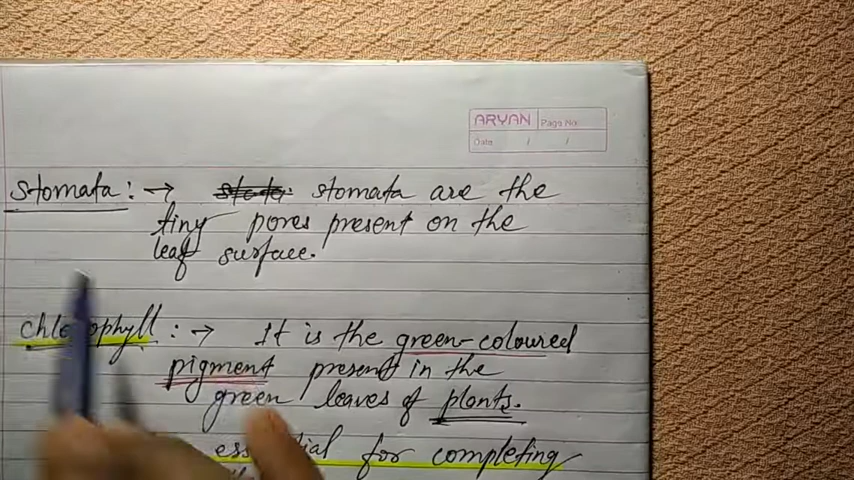 ARYAN Page No.
Date / /
stomata : → stomata are the
tiny pores present on the
leaf surface.
chlorophyll : → It is the green-coloured
pigment present in the
green leaves of plants.
essential for completing